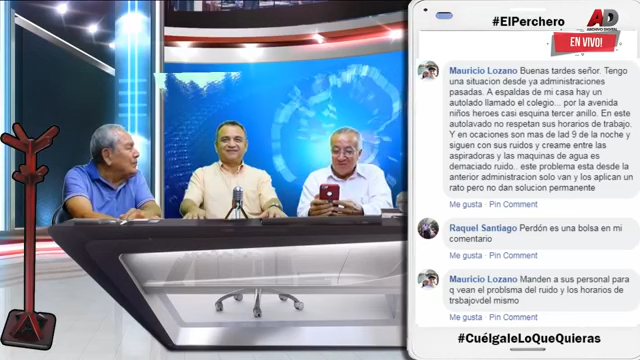 #ElPerchero
AD
ARCHIVO DIGITAL
EN VIVO!
Mauricio Lozano Buenas tardes señor. Tengo
una situacion desde ya administraciones
pasadas. A espaldas de mi casa hay un
autolado llamado el colegio... por la avenida
niños heroes casi esquina tercer anillo. En este
autolavado no respetan sus horarios de trabajo.
Y en ocaciones son mas de lad 9 de la noche y
siguen con sus ruidos y creame entre las
aspiradoras y las maquinas de agua es
demaciado ruido.. este problema esta desde la
anterior administracion solo van y los aplican un
rato pero no dan solucion permanente
Me gusta · Pin Comment
Raquel Santiago Perdón es una bolsa en mi
comentario
Me gusta · Pin Comment
Mauricio Lozano Manden a sus personal para
q vean el problsma del ruido y los horarios de
trsbajovdel mismo
Me gusta · Pin Comment
#CuélgaleLoQueQuieras